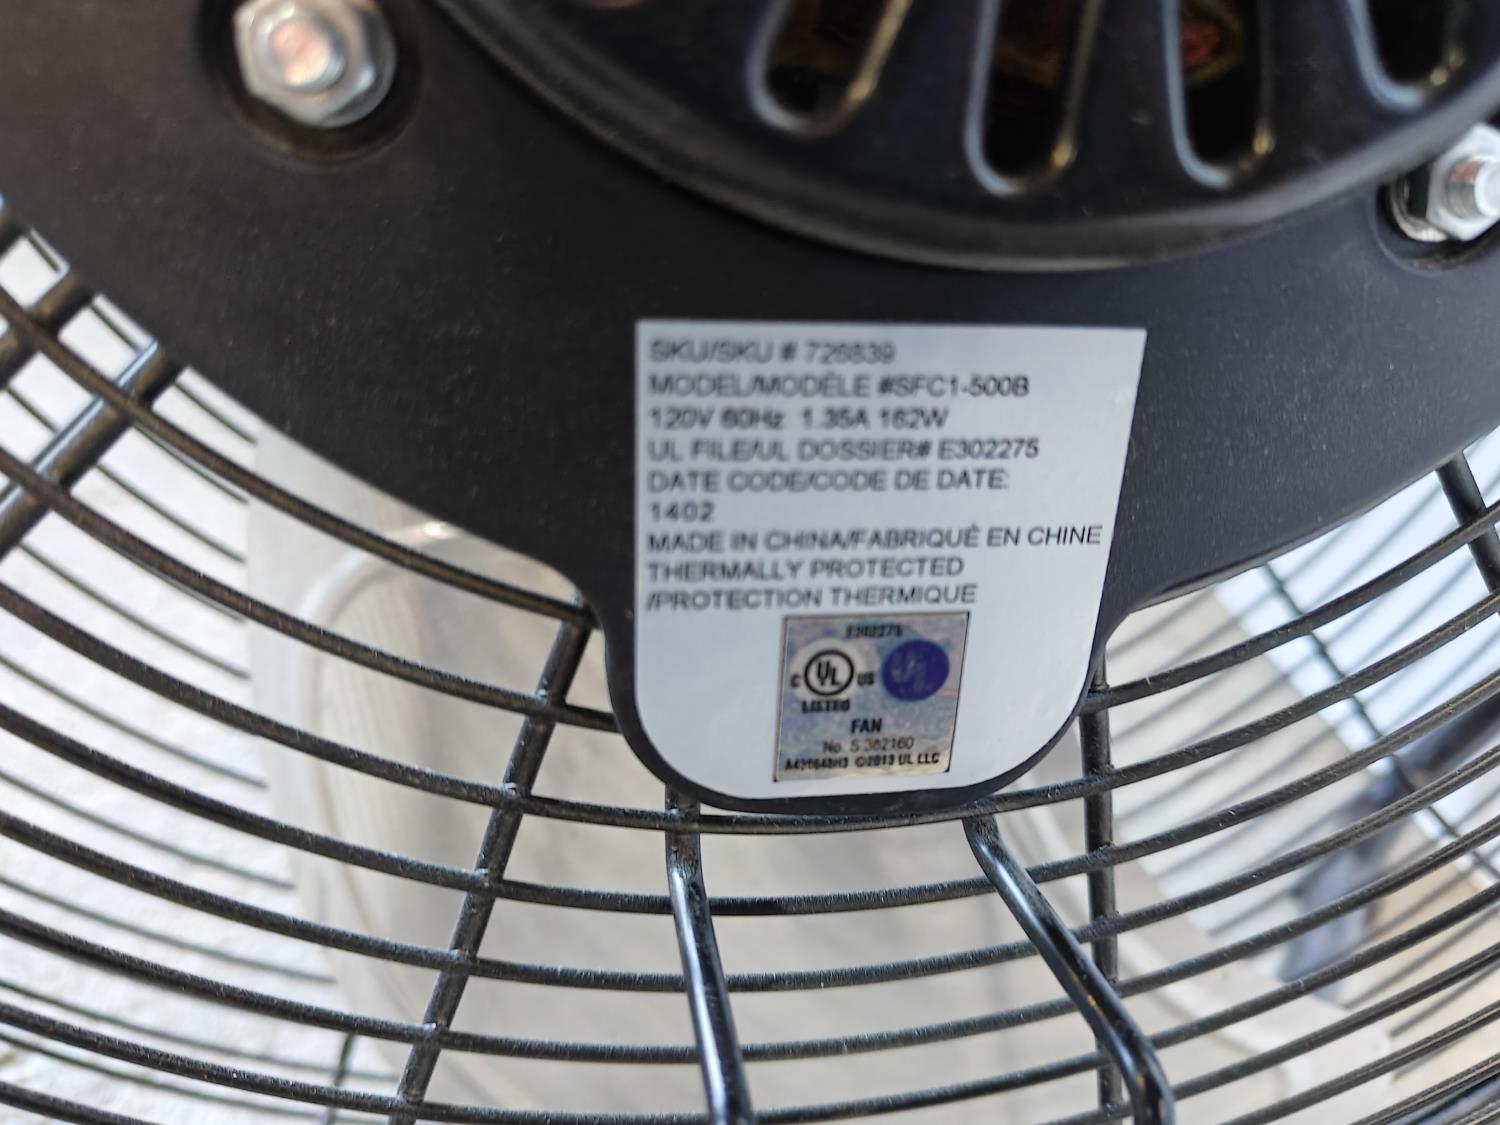 SKU/SKU # 726839
MODEL/MODÈLE #SFC1-500B
120V 60Hz 1.35A 162W
UL FILE/UL DOSSIER# E302275
DATE CODE/CODE DE DATE:
1402
MADE IN CHINA/FABRIQUÉ EN CHINE
THERMALLY PROTECTED
/PROTECTION THERMIQUE
E302275
C UL US UL
LISTED
FAN
No. S 382160
©2013 UL LLC